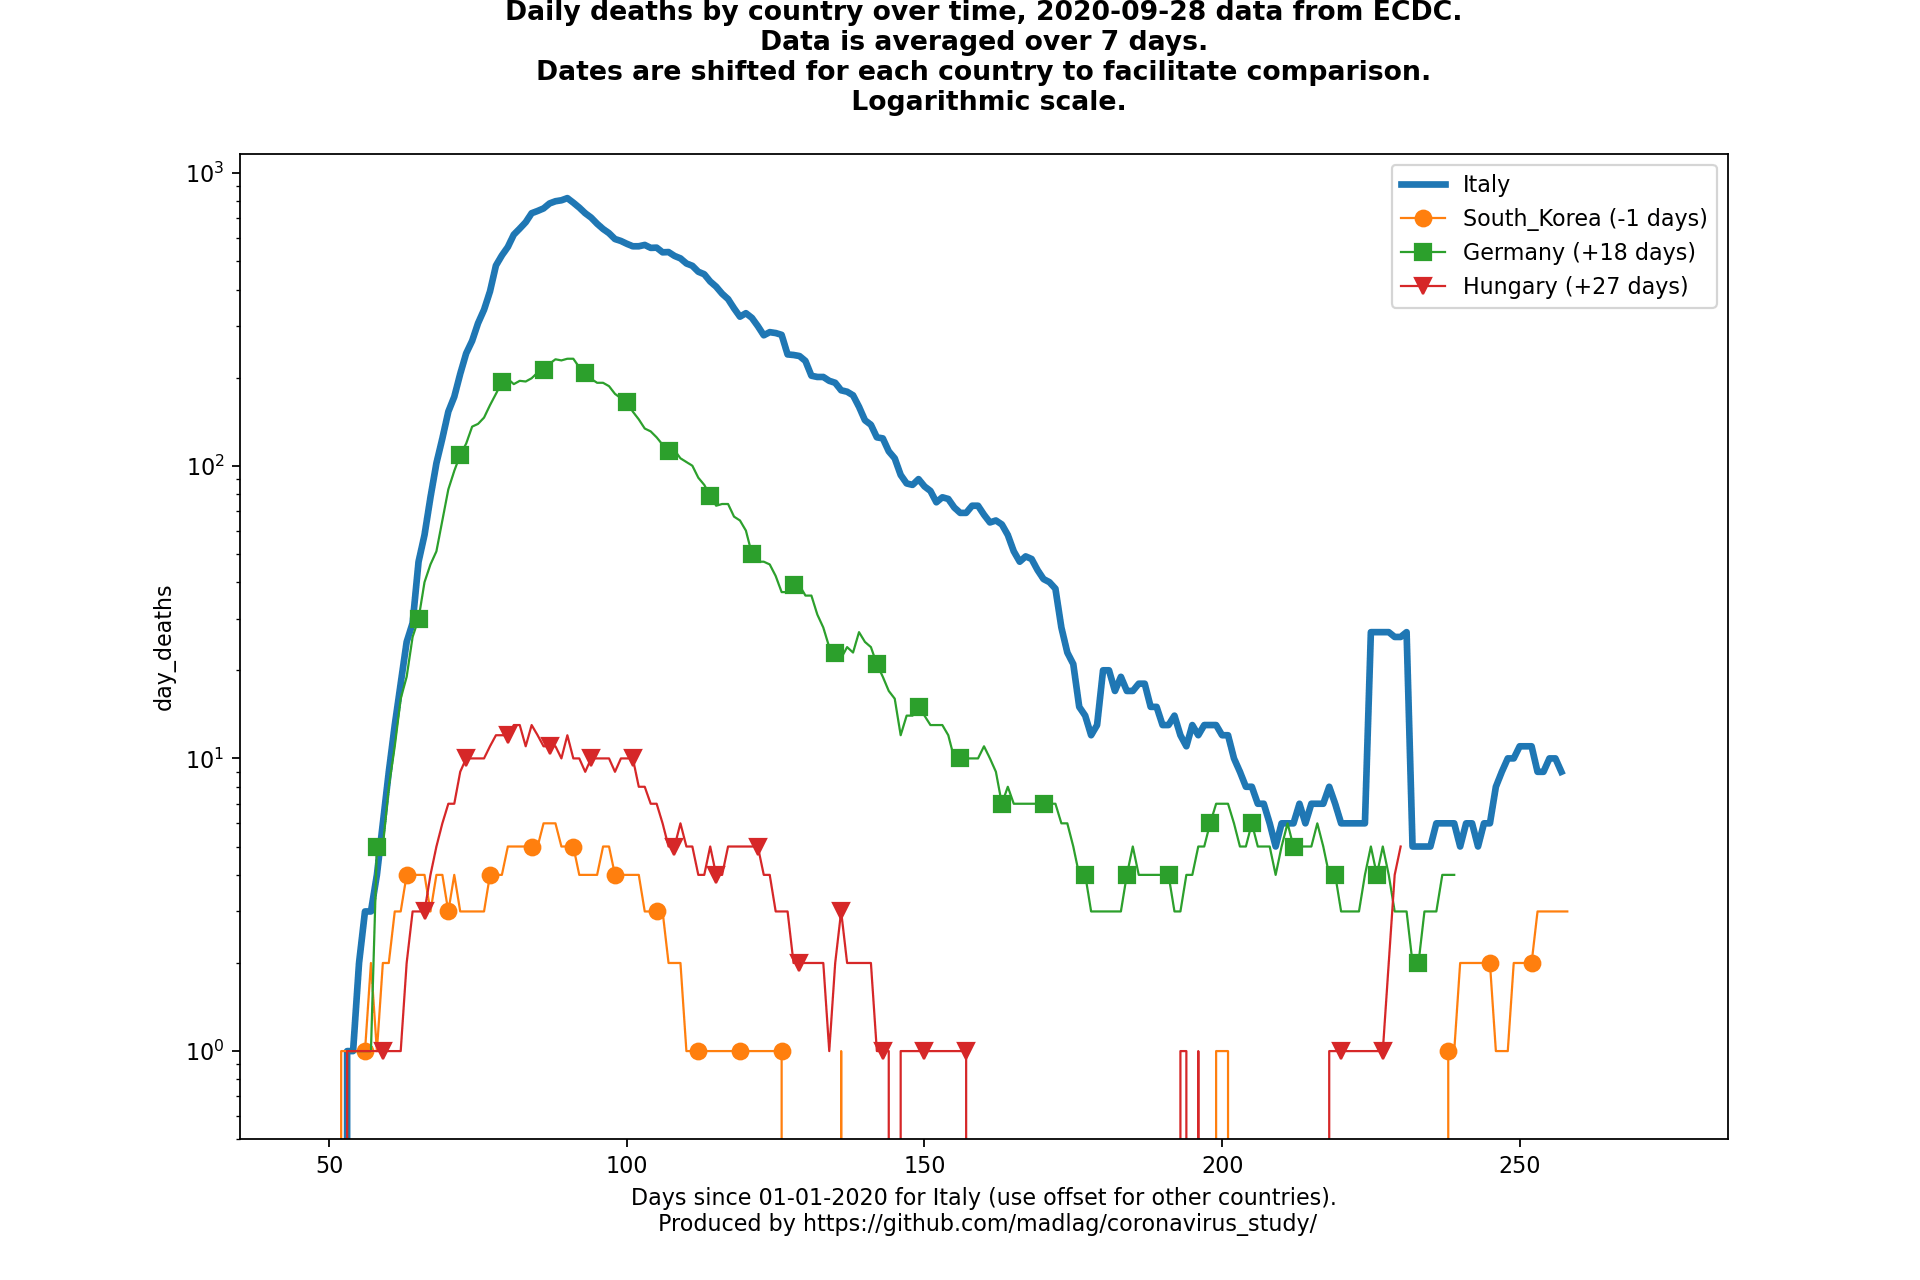 Daily deaths by country over time, 2020-09-28 data from ECDC.
Data is averaged over 7 days.
Dates are shifted for each country to facilitate comparison.
Logarithmic scale.
10³
10²
10¹
10⁰
day_deaths
Italy
South_Korea (-1 days)
Germany (+18 days)
Hungary (+27 days)
50 100 150 200 250
Days since 01-01-2020 for Italy (use offset for other countries).
Produced by https://github.com/madlag/coronavirus_study/